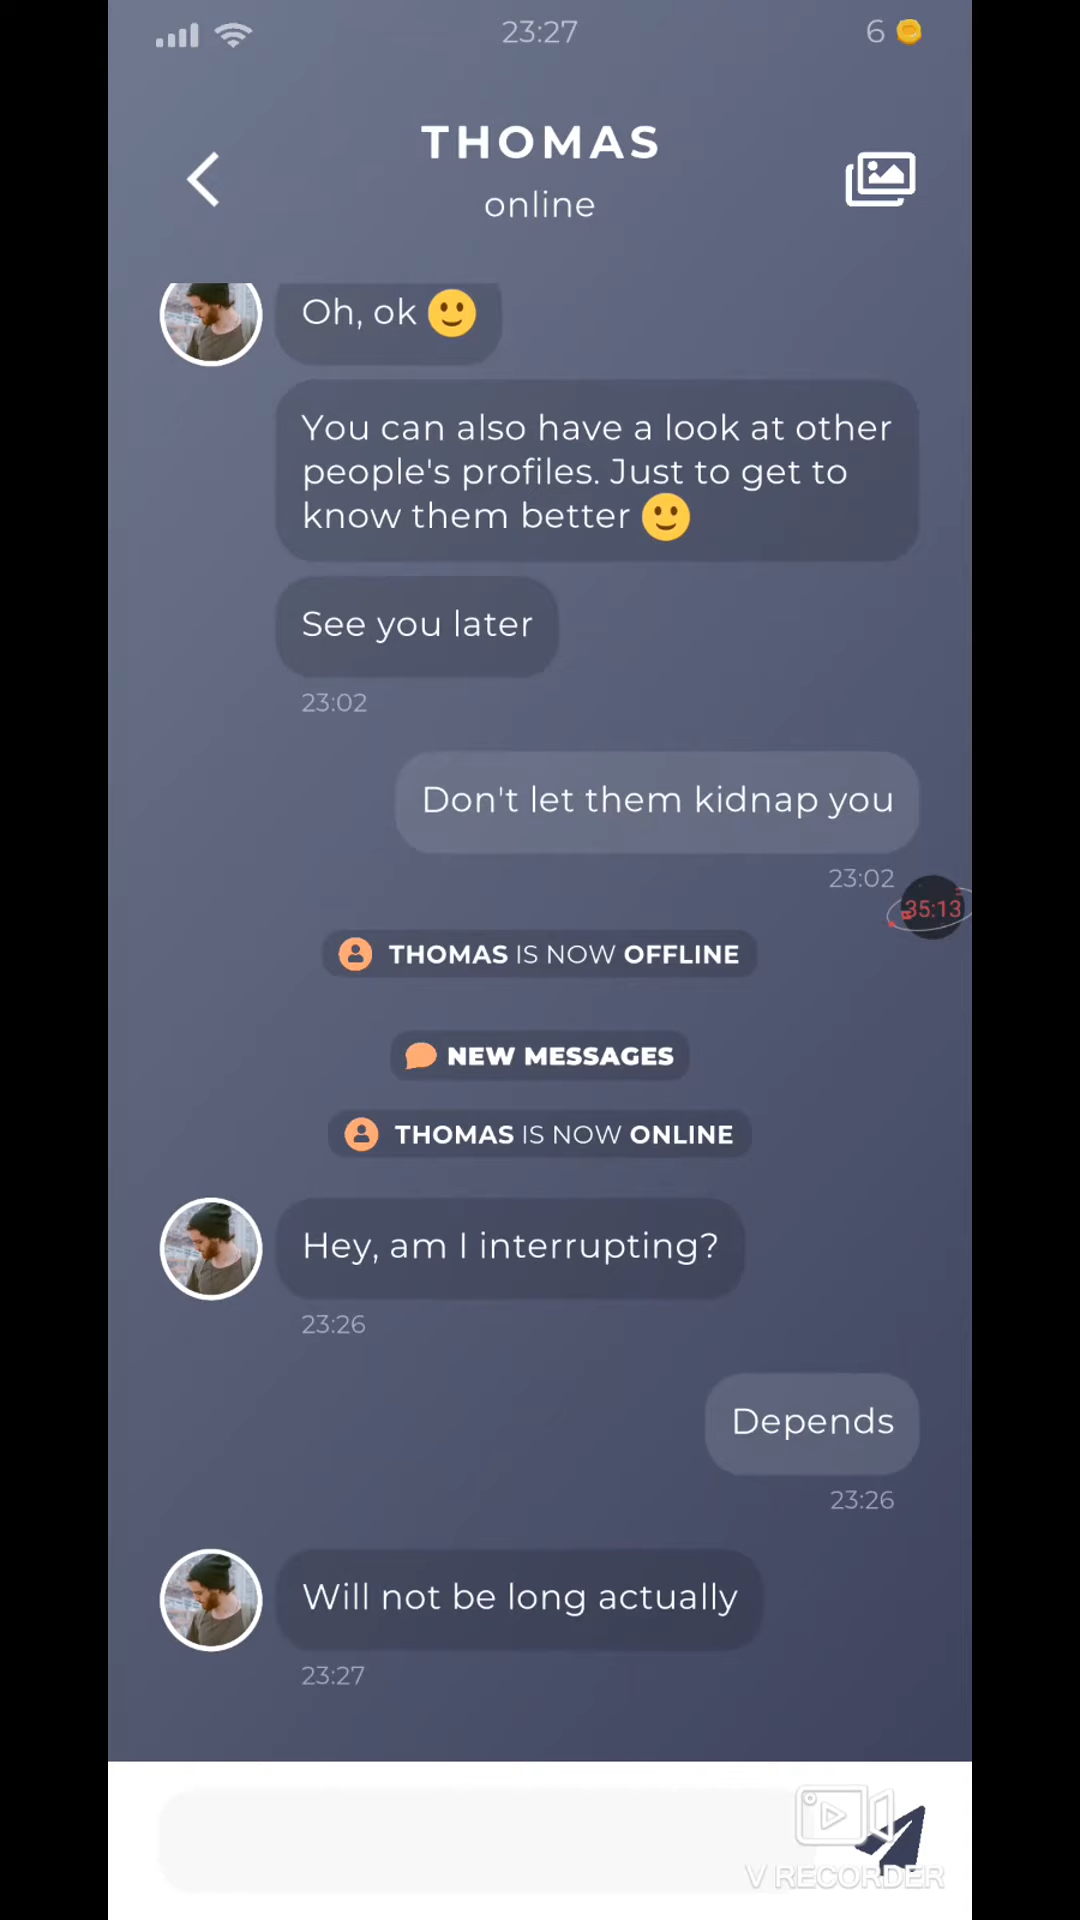 23:27
6
THOMAS
online
Oh, ok
You can also have a look at other
people's profiles. Just to get to
know them better
See you later
23:02
Don't let them kidnap you
23:02
35:13
THOMAS IS NOW OFFLINE
NEW MESSAGES
THOMAS IS NOW ONLINE
Hey, am I interrupting?
23:26
Depends
23:26
Will not be long actually
23:27
V RECORDER